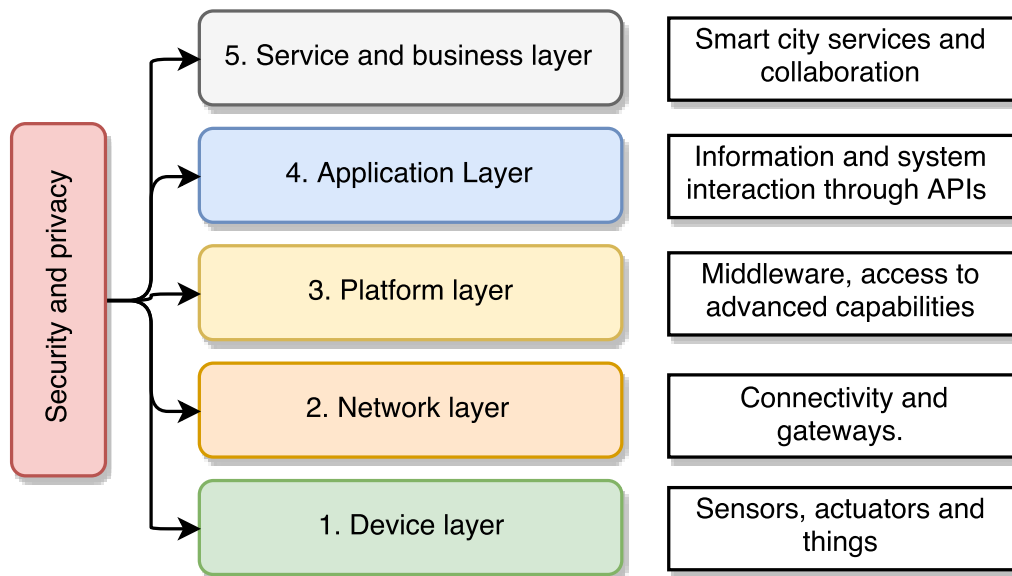 5. Service and business layer
Smart city services and
collaboration
4. Application Layer
Information and system
interaction through APIs
Security and privacy
3. Platform layer
Middleware, access to
advanced capabilities
2. Network layer
Connectivity and
gateways.
1. Device layer
Sensors, actuators and
things